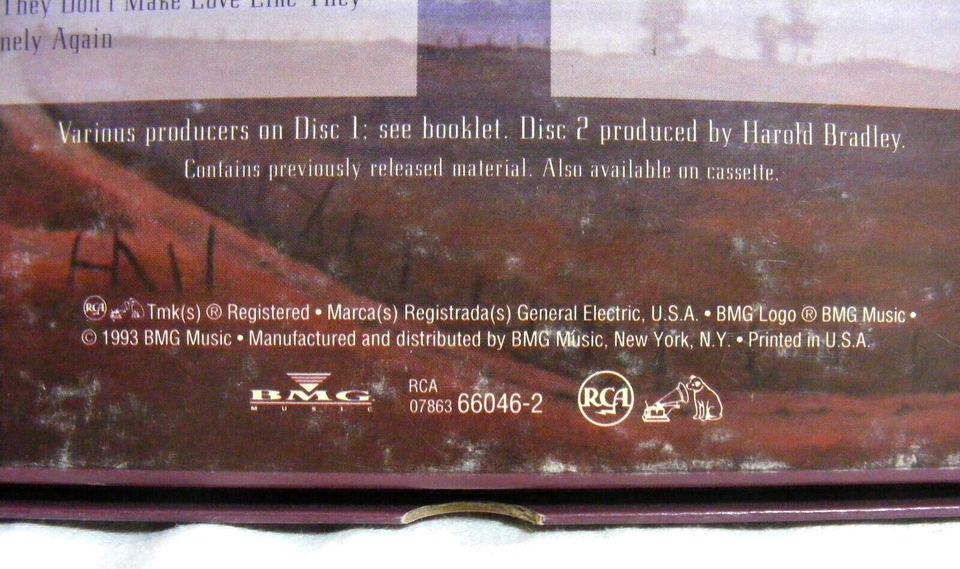 They Don't Make Love Like They
nely Again
Various producers on Disc 1: see booklet. Disc 2 produced by Harold Bradley.
Contains previously released material. Also available on cassette.
RCA Tmk(s) ® Registered • Marca(s) Registrada(s) General Electric, U.S.A. • BMG Logo ® BMG Music •
© 1993 BMG Music • Manufactured and distributed by BMG Music, New York, N.Y. • Printed in U.S.A.
BMG
MUSIC
RCA
07863 66046-2
RCA